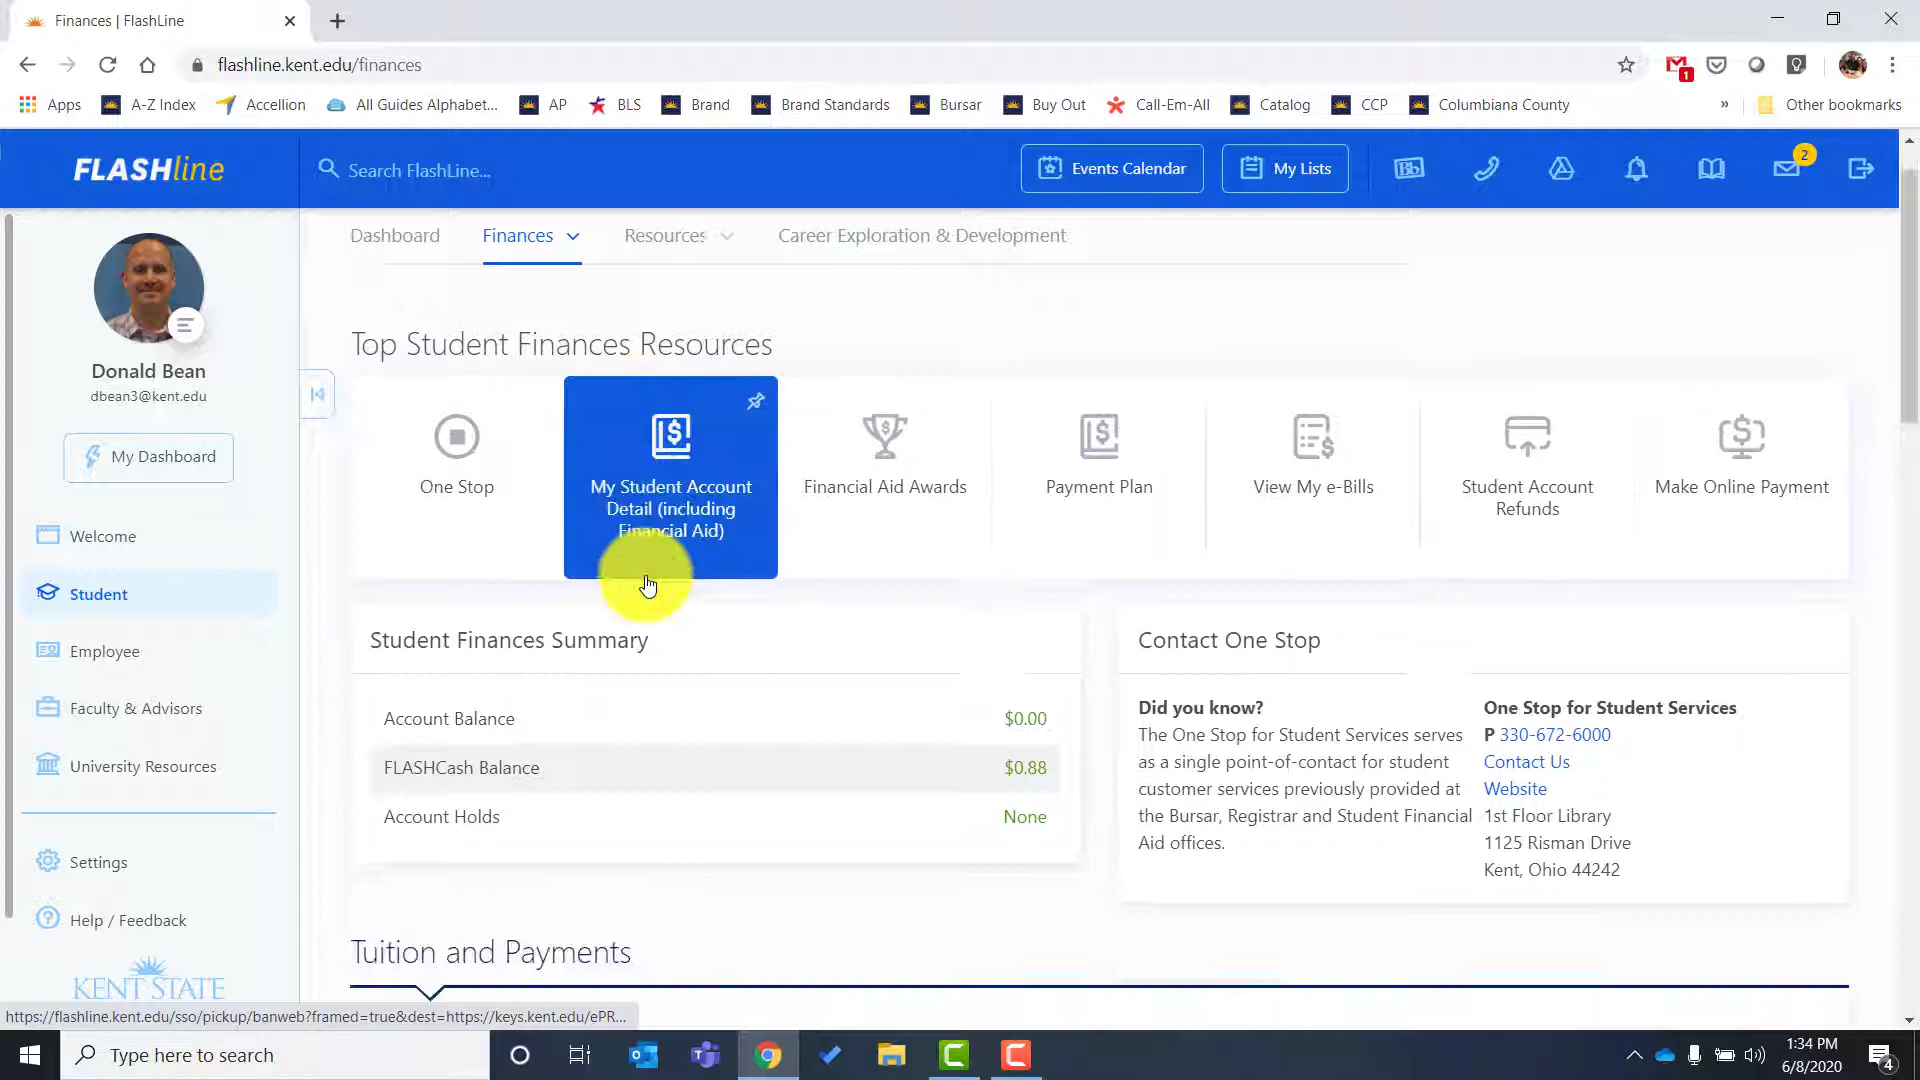 Finances | FlashLine
flashline.kent.edu/finances
1
Apps A-Z Index Accellion All Guides Alphabet... AP BLS Brand Brand Standards Bursar Buy Out Call-Em-All Catalog CCP Columbiana County » Other bookmarks
FLASHline
Search FlashLine...
Events Calendar
My Lists
Bb
2
Dashboard Finances Resources Career Exploration & Development
Donald Bean
dbean3@kent.edu
My Dashboard
Welcome
Student
Employee
Faculty & Advisors
University Resources
Settings
Help / Feedback
KENT STATE
Top Student Finances Resources
One Stop
My Student Account
Detail (including
Financial Aid)
Financial Aid Awards
Payment Plan
View My e-Bills
Student Account
Refunds
Make Online Payment
Student Finances Summary
Account Balance $0.00
FLASHCash Balance $0.88
Account Holds None
Contact One Stop
Did you know?
The One Stop for Student Services serves
as a single point-of-contact for student
customer services previously provided at
the Bursar, Registrar and Student Financial
Aid offices.
One Stop for Student Services
P 330-672-6000
Contact Us
Website
1st Floor Library
1125 Risman Drive
Kent, Ohio 44242
Tuition and Payments
https://flashline.kent.edu/sso/pickup/banweb?framed=true&dest=https://keys.kent.edu/ePR...
Type here to search
1:34 PM
6/8/2020
4